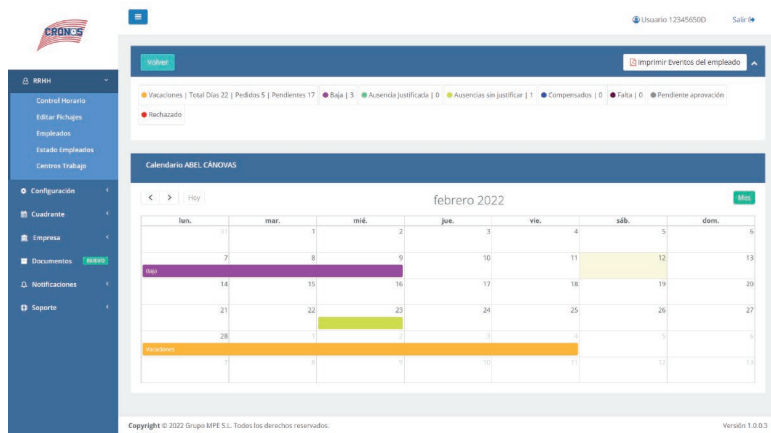 CRONOS
Usuario 12345650D Salir
Volver
Imprimir Eventos del empleado
RRHH
Control Horario
Editar Fichajes
Empleados
Estado Empleados
Centros Trabajo
Configuración
Cuadrante
Empresa
Documentos NUEVO
Notificaciones
Soporte
Vacaciones | Total Días 22 | Pedidos 5 | Pendientes 17 Baja | 3 Ausencia justificada | 0 Ausencias sin justificar | 1 Compensados | 0 Falta | 0 Pendiente aprovación
Rechazado
Calendario ABEL CÁNOVAS
Hoy febrero 2022 Mes
lun. mar. mié. jue. vie. sáb. dom.
31 1 2 3 4 5 6
7 8 9 10 11 12 13
Baja
14 15 16 17 18 19 20
21 22 23 24 25 26 27
28 1 2 3 4 5 6
Vacaciones
7 8 9 10 11 12 13
Copyright © 2022 Grupo MPE S.L. Todos los derechos reservados. Versión 1.0.0.3